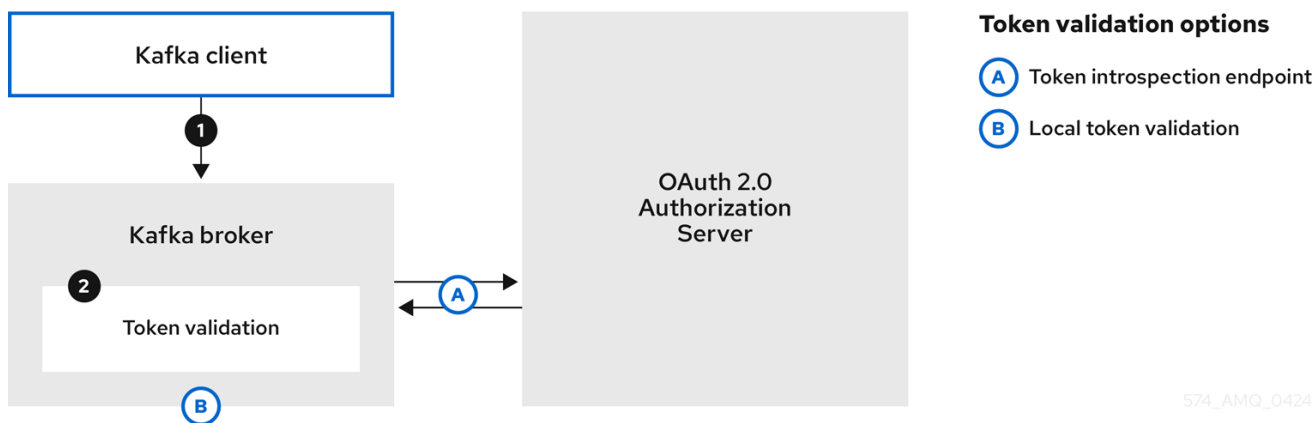 Kafka client
1
Kafka broker
2
Token validation
B
A
OAuth 2.0
Authorization
Server
Token validation options
A Token introspection endpoint
B Local token validation
574_AMQ_0424